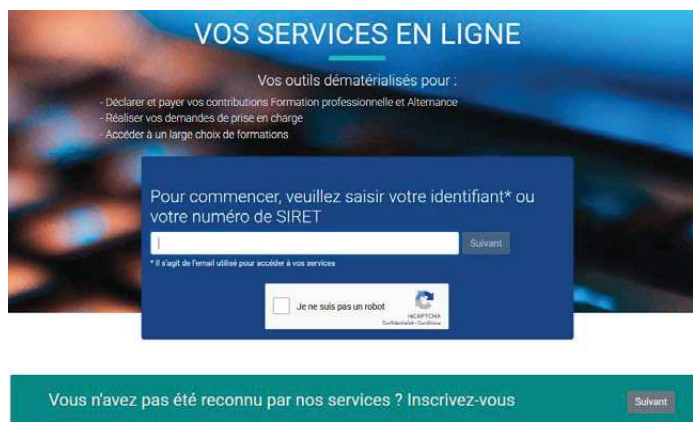 VOS SERVICES EN LIGNE
Vos outils dématérialisés pour :
- Déclarer et payer vos contributions Formation professionnelle et Alternance
- Réaliser vos demandes de prise en charge
- Accéder à un large choix de formations
Pour commencer, veuillez saisir votre identifiant* ou
votre numéro de SIRET
Suivant
* Il s'agit de l'email utilisé pour accéder à vos services
Je ne suis pas un robot
reCAPTCHA
Confidentialité - Conditions
Vous n'avez pas été reconnu par nos services ? Inscrivez-vous
Suivant